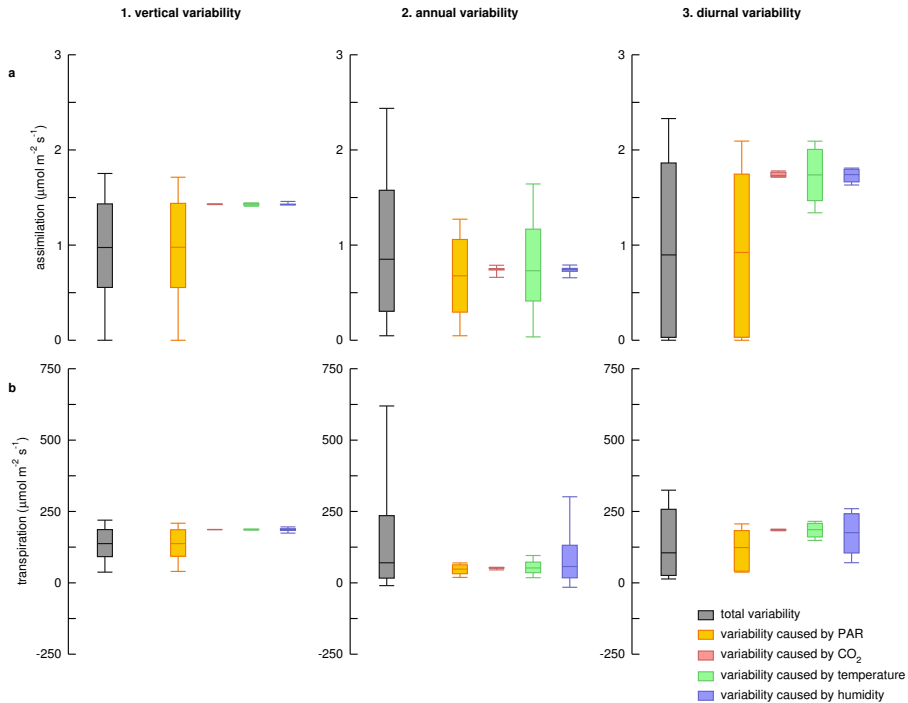 1. vertical variability
2. annual variability
3. diurnal variability
a
assimilation (μmol m⁻² s⁻¹)
3
2
1
0
3
2
1
0
3
2
1
0
b
transpiration (μmol m⁻² s⁻¹)
750
500
250
0
-250
750
500
250
0
-250
750
500
250
0
-250
total variability
variability caused by PAR
variability caused by CO₂
variability caused by temperature
variability caused by humidity